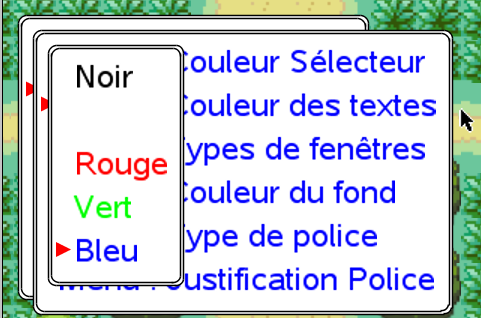 Noir
Rouge
Vert
Bleu
Couleur Sélecteur
Couleur des textes
ypes de fenêtres
Couleur du fond
ype de police
Justification Police